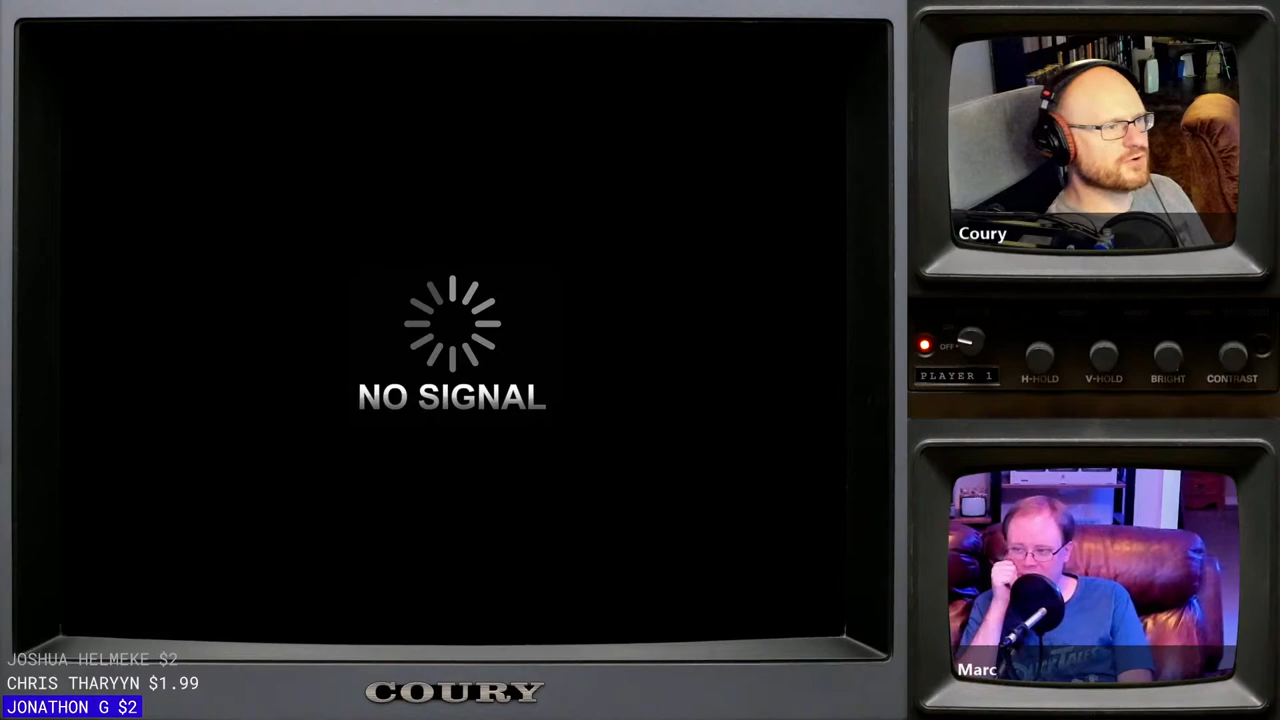 NO SIGNAL
COURY
JOSHUA HELMEKE $2
CHRIS THARYYN $1.99
JONATHON G $2
Coury
OFF
PLAYER 1
H-HOLD
V-HOLD
BRIGHT
CONTRAST
Marc